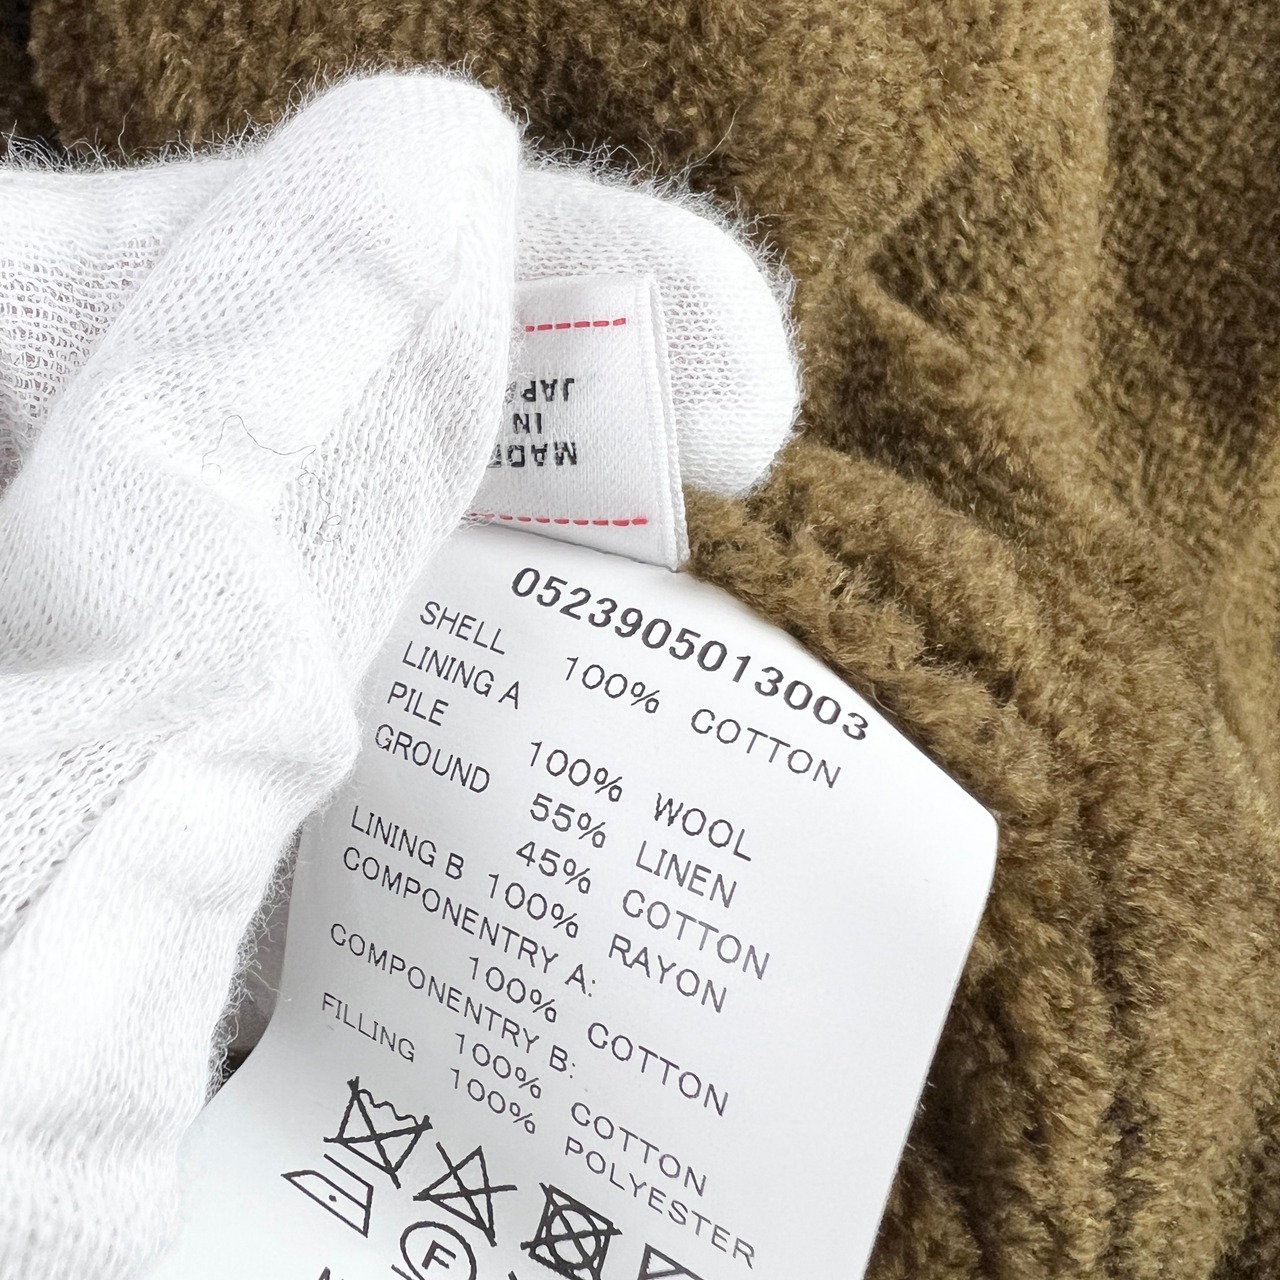 MADE
IN
0523905013003
SHELL 100% COTTON
LINING A
PILE 100% WOOL
GROUND 55% LINEN
45% COTTON
LINING B 100% RAYON
COMPONENTRY A:
100% COTTON
COMPONENTRY B:
100% COTTON
FILLING 100% POLYESTER
F